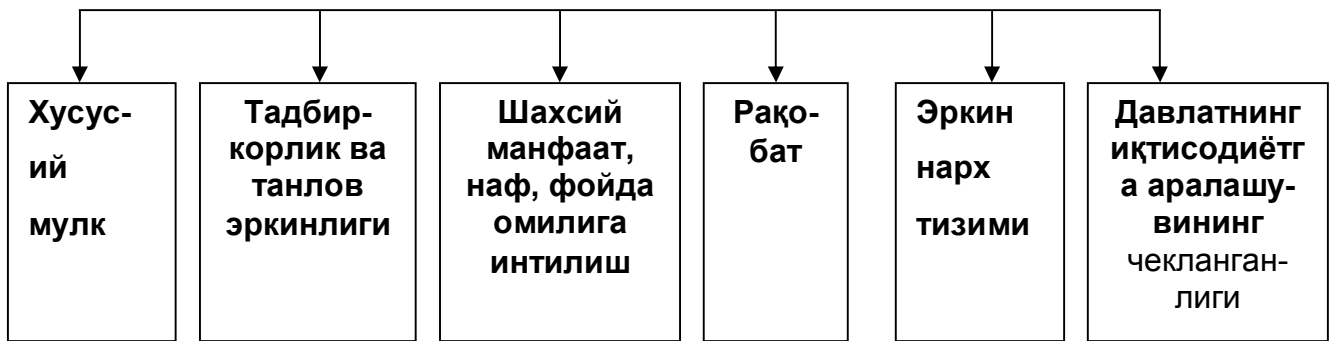 Хусус-
ий
мулк
Тадбир-
корлик ва
танлов
эркинлиги
Шахсий
манфаат,
наф, фойда
омилига
интилиш
Рақо-
бат
Эркин
нарх
тизими
Давлатнинг
иқтисодиётг
а аралашу-
вининг
чекланган-
лиги